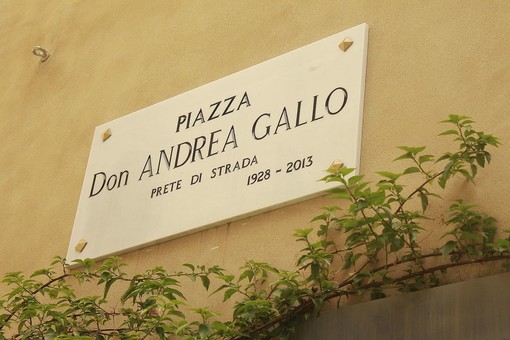 PIAZZA
Don ANDREA GALLO
PRETE DI STRADA
1928 - 2013